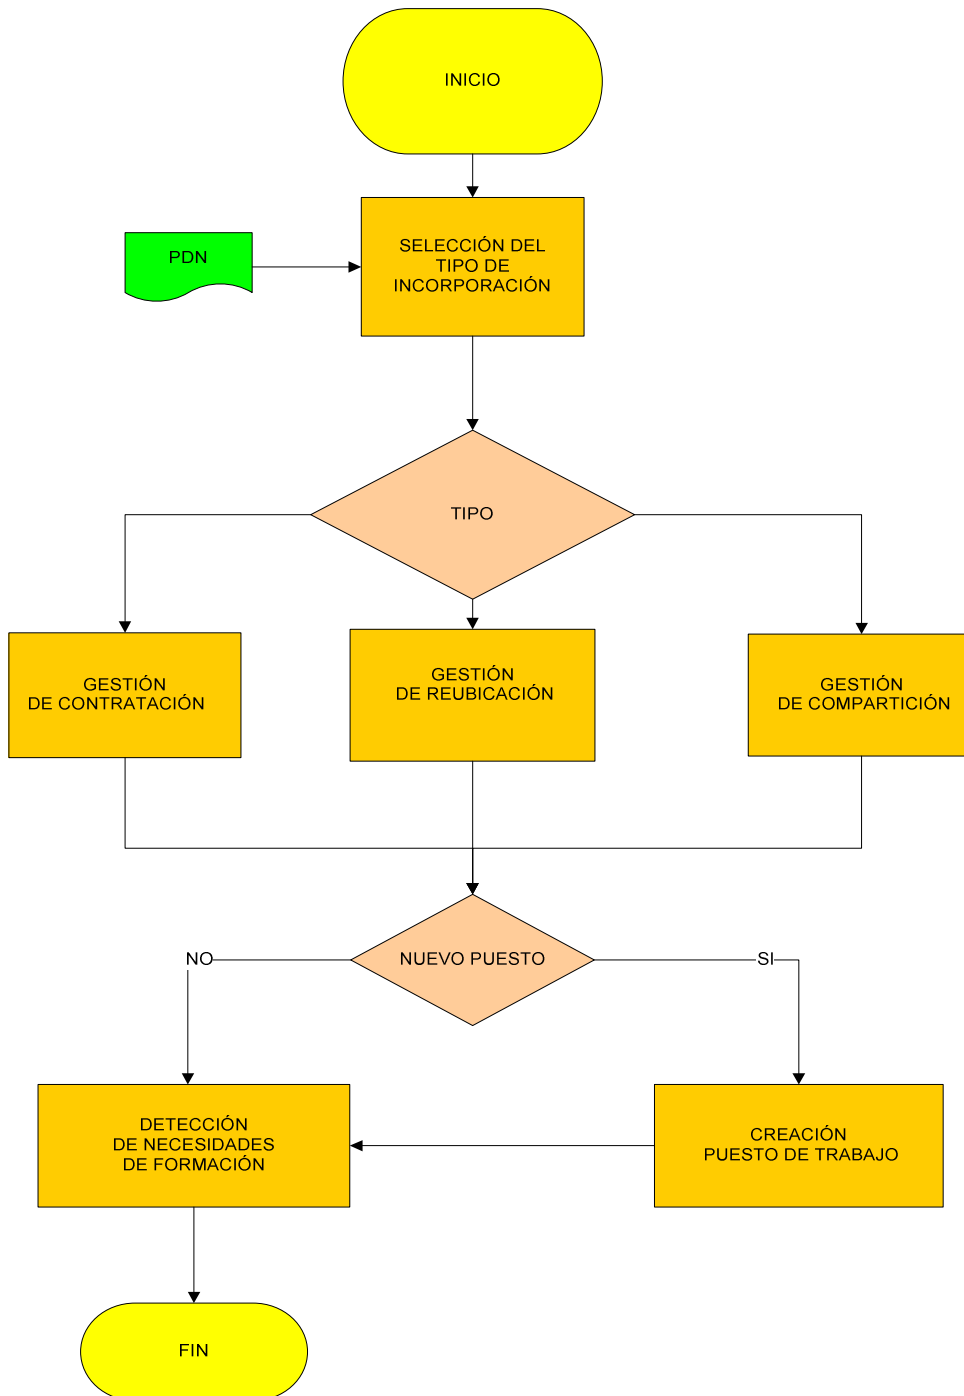 INICIO
PDN
SELECCIÓN DEL
TIPO DE
INCORPORACIÓN
TIPO
GESTIÓN
DE CONTRATACIÓN
GESTIÓN
DE REUBICACIÓN
GESTIÓN
DE COMPARTICIÓN
NO
NUEVO PUESTO
SI
DETECCIÓN
DE NECESIDADES
DE FORMACIÓN
CREACIÓN
PUESTO DE TRABAJO
FIN